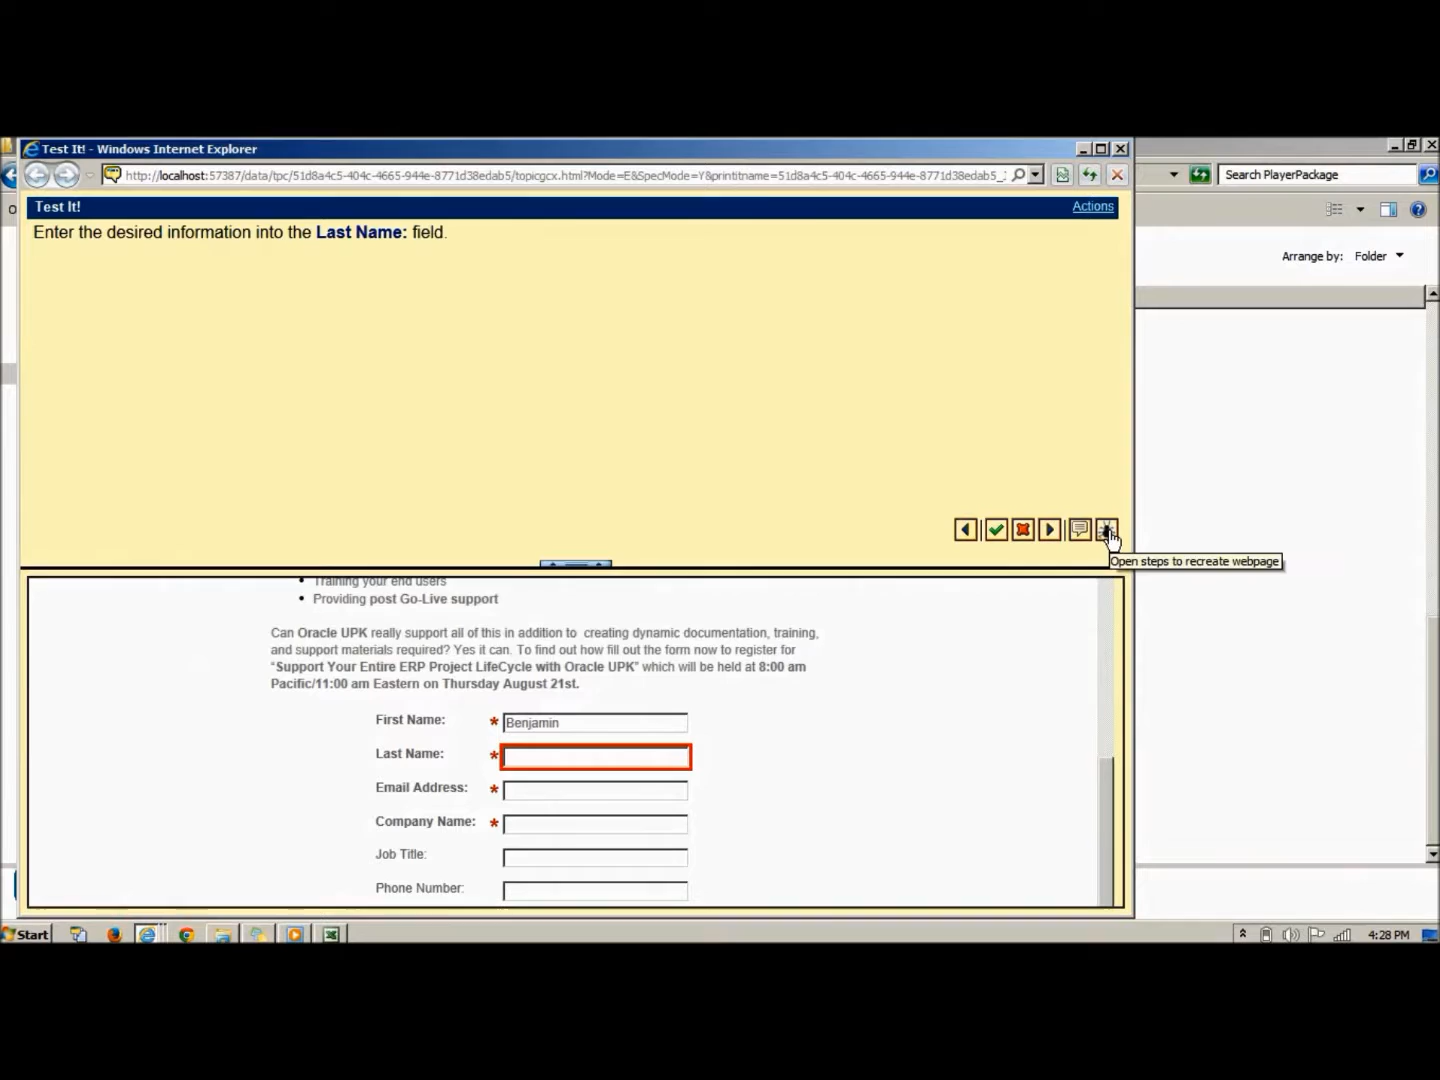 Test It! - Windows Internet Explorer
http://localhost:57387/data/tpc/51d8a4c5-404c-4665-944e-8771d38edab5/topicgcx.html?Mode=E&SpecMode=Y&printitname=51d8a4c5-404c-4665-944e-8771d38edab5_
Search PlayerPackage
Test It!
Actions
Enter the desired information into the Last Name: field.
Arrange by: Folder
Open steps to recreate webpage
• Training your end users
• Providing post Go-Live support
Can Oracle UPK really support all of this in addition to creating dynamic documentation, training,
and support materials required? Yes it can. To find out how fill out the form now to register for
“Support Your Entire ERP Project LifeCycle with Oracle UPK” which will be held at 8:00 am
Pacific/11:00 am Eastern on Thursday August 21st.
First Name: * Benjamin
Last Name: *
Email Address: *
Company Name: *
Job Title:
Phone Number:
Start
4:28 PM